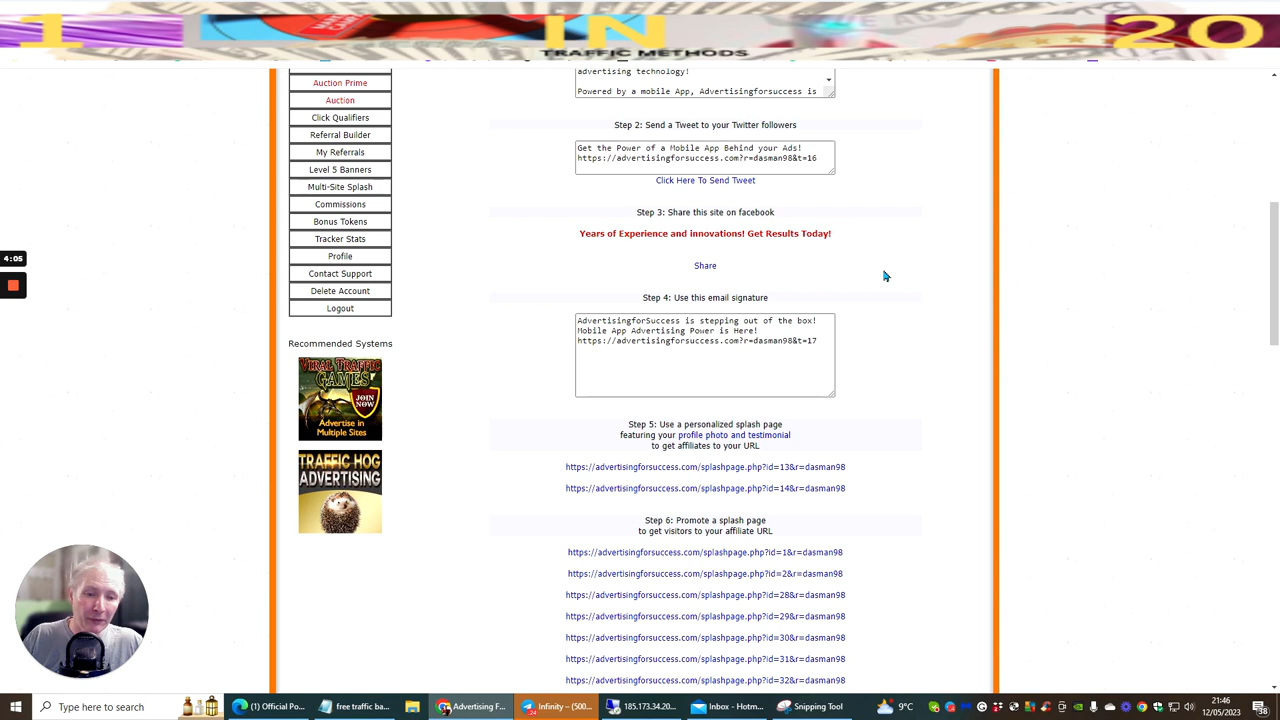 1 IN 20
TRAFFIC METHODS
Auction Prime
Auction
Click Qualifiers
Referral Builder
My Referrals
Level 5 Banners
Multi-Site Splash
Commissions
Bonus Tokens
Tracker Stats
Profile
Contact Support
Delete Account
Logout
Recommended Systems
VIRAL TRAFFIC
GAMES
JOIN
NOW
Advertise in
Multiple Sites
TRAFFIC HOG
ADVERTISING
advertising technology!
Powered by a mobile App, Advertisingforsuccess is
Step 2: Send a Tweet to your Twitter followers
Get the Power of a Mobile App Behind your Ads!
https://advertisingforsuccess.com?r=dasman98&t=16
Click Here To Send Tweet
Step 3: Share this site on facebook
Years of Experience and innovations! Get Results Today!
Share
Step 4: Use this email signature
AdvertisingforSuccess is stepping out of the box!
Mobile App Advertising Power is Here!
https://advertisingforsuccess.com?r=dasman98&t=17
Step 5: Use a personalized splash page
featuring your profile photo and testimonial
to get affiliates to your URL
https://advertisingforsuccess.com/splashpage.php?id=13&r=dasman98
https://advertisingforsuccess.com/splashpage.php?id=14&r=dasman98
Step 6: Promote a splash page
to get visitors to your affiliate URL
https://advertisingforsuccess.com/splashpage.php?id=1&r=dasman98
https://advertisingforsuccess.com/splashpage.php?id=2&r=dasman98
https://advertisingforsuccess.com/splashpage.php?id=28&r=dasman98
https://advertisingforsuccess.com/splashpage.php?id=29&r=dasman98
https://advertisingforsuccess.com/splashpage.php?id=30&r=dasman98
https://advertisingforsuccess.com/splashpage.php?id=31&r=dasman98
https://advertisingforsuccess.com/splashpage.php?id=32&r=dasman98
4:05
Type here to search
(1) Official Po...
free traffic ba...
Advertising F...
Infinity – (500...
24
185.173.34.20...
Inbox - Hotm...
Snipping Tool
9°C
21:46
12/05/2023